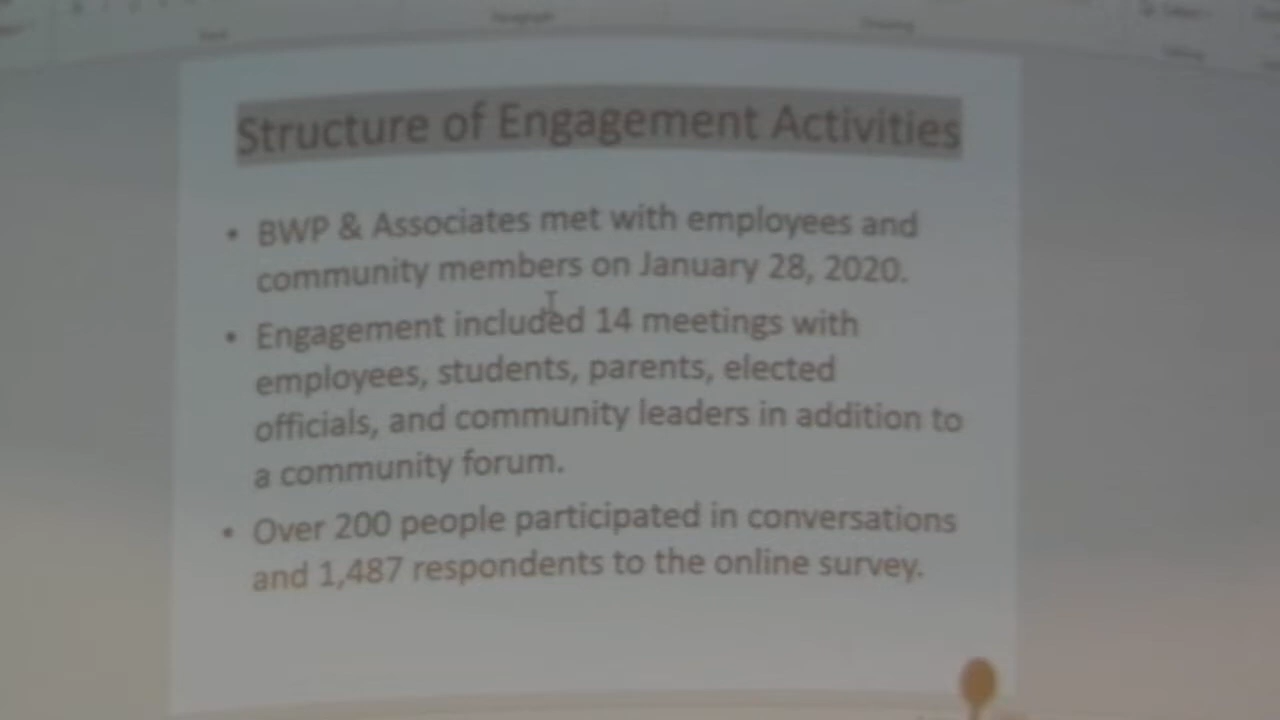 Paragraph
Structure of Engagement Activities
• BWP & Associates met with employees and
community members on January 28, 2020.
• Engagement included 14 meetings with
employees, students, parents, elected
officials, and community leaders in addition to
a community forum.
• Over 200 people participated in conversations
and 1,487 respondents to the online survey.